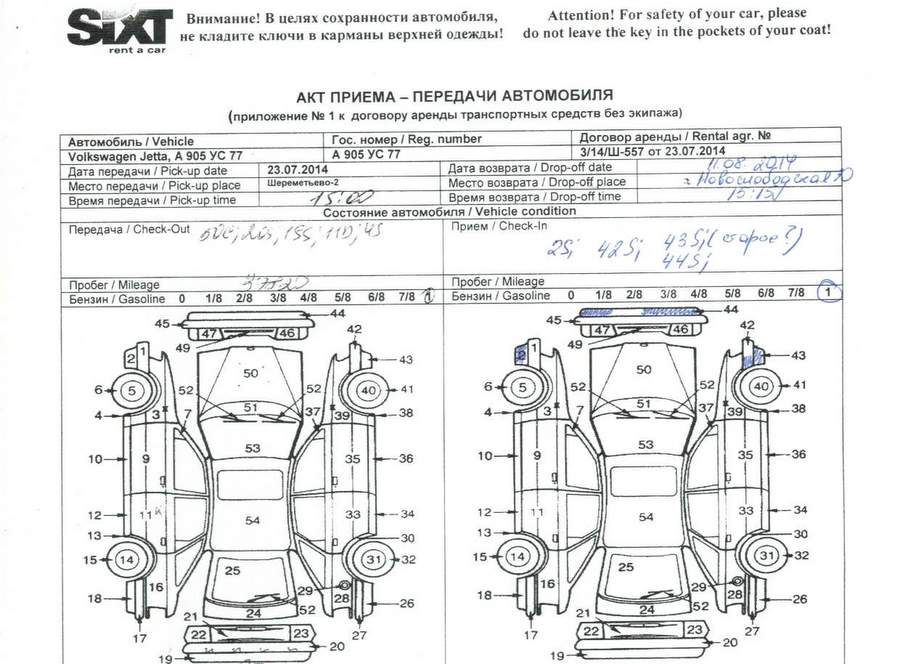 SIXT
rent a car
Внимание! В целях сохранности автомобиля,
не кладите ключи в карманы верхней одежды!
Attention! For safety of your car, please
do not leave the key in the pockets of your coat!
АКТ ПРИЕМА – ПЕРЕДАЧИ АВТОМОБИЛЯ
(приложение № 1 к договору аренды транспортных средств без экипажа)
Автомобиль / Vehicle Гос. номер / Reg. number Договор аренды / Rental agr. №
Volkswagen Jetta, А 905 УС 77 А 905 УС 77 3/14/Ш-557 от 23.07.2014
Дата передачи / Pick-up date 23.07.2014 Дата возврата / Drop-off date 11.08.2014
Место передачи / Pick-up place Шереметьево-2 Место возврата / Drop-off place Новослободская
Время передачи / Pick-up time 15:00 Время возврата / Drop-off time 15:15
Состояние автомобиля / Vehicle condition
Передача / Check-Out
Прием / Check-In 2S; 42S; 43S; (старое?)
44S;
Пробег / Mileage Пробег / Mileage
Бензин / Gasoline 0 1/8 2/8 3/8 4/8 5/8 6/8 7/8 1 Бензин / Gasoline 0 1/8 2/8 3/8 4/8 5/8 6/8 7/8 1
44 44
45 47 46 45 47 46
49 42 49 42
2 1 50 43 2 1 50 43
6 5 52 52 40 41 6 5 52 52 40 41
4 3 7 51 37 39 38 4 3 7 51 37 39 38
53 53
10 9 35 36 10 9 35 36
12 11 54 33 34 12 11 54 33 34
13 30 13 30
15 14 25 31 32 15 14 25 31 32
18 16 29 28 26 18 16 29 28 26
17 24 52 27 17 24 52 27
21 22 23 21 22 23
20 20
19 19